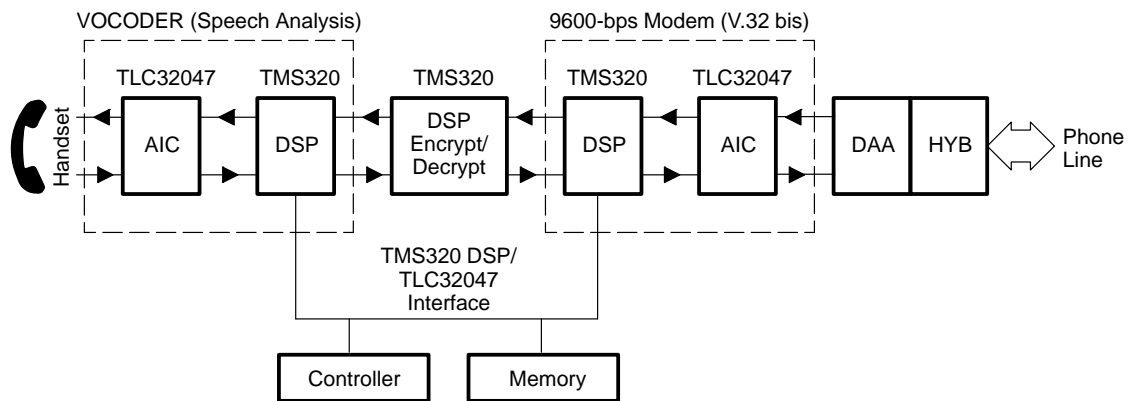 VOCODER (Speech Analysis)
9600-bps Modem (V.32 bis)
TLC32047
TMS320
TMS320
TMS320
TLC32047
Handset
AIC
DSP
DSP
Encrypt/
Decrypt
DSP
AIC
DAA
HYB
Phone
Line
TMS320 DSP/
TLC32047
Interface
Controller
Memory